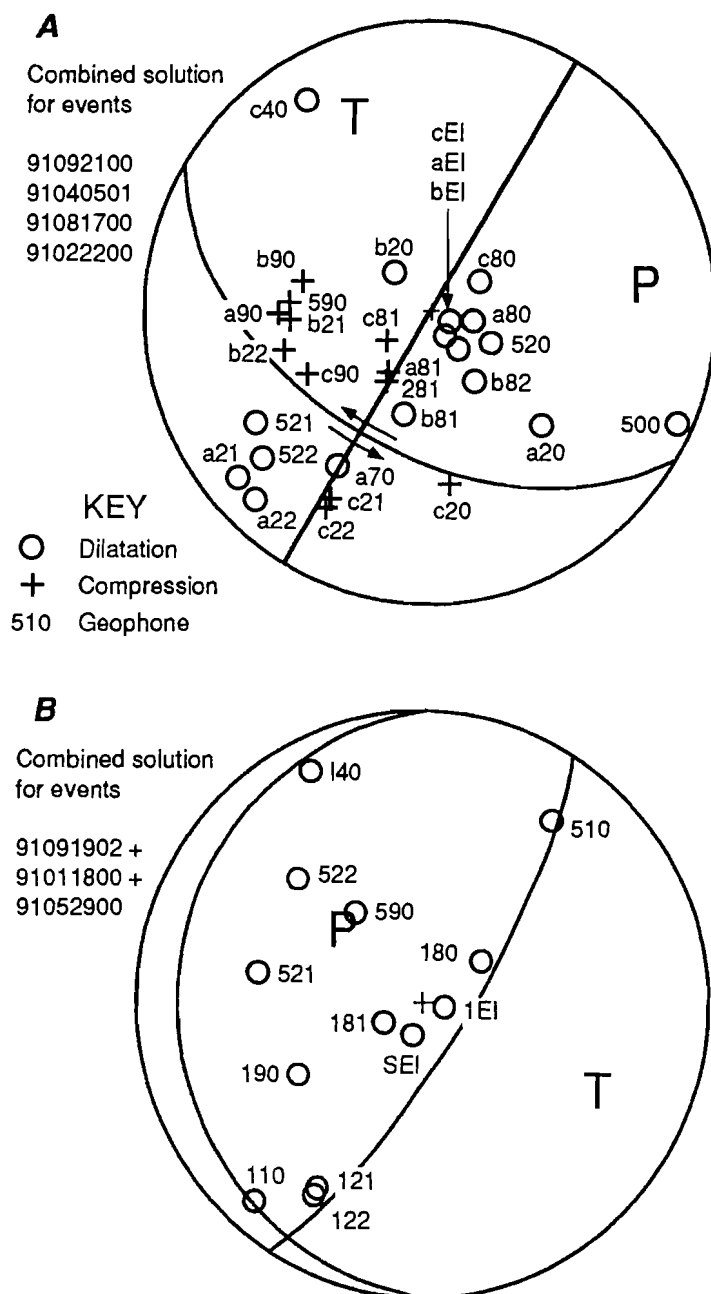 A
Combined solution
for events
91092100
91040501
91081700
91022200
c40
T
cEI
aEI
bEI
b20
c80
P
b90
590
a90
b21
c81
a80
520
b22
c90
a81
281
b82
b81
521
a20
500
a21
522
a70
a22
c21
c22
c20
KEY
Dilatation
Compression
510 Geophone
B
Combined solution
for events
91091902 +
91011800 +
91052900
I40
510
522
590
P
180
521
1EI
181
SEI
190
T
110
121
122